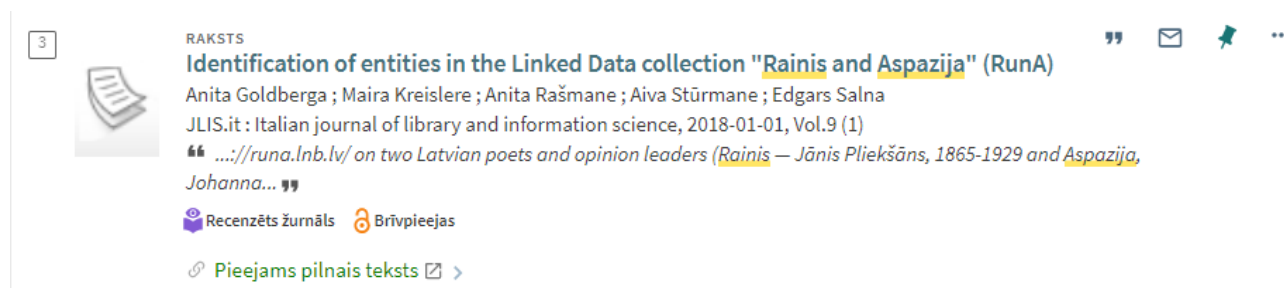 3
RAKSTS
Identification of entities in the Linked Data collection "Rainis and Aspazija" (RunA)
Anita Goldberga ; Maira Kreislere ; Anita Rašmane ; Aiva Stūrmane ; Edgars Salna
JLIS.it : Italian journal of library and information science, 2018-01-01, Vol.9 (1)
❝ ...://runa.lnb.lv/ on two Latvian poets and opinion leaders (Rainis — Jānis Pliekšāns, 1865-1929 and Aspazija,
Johanna... ❞
Recenzēts žurnāls Brīvpieejas
Pieejams pilnais teksts